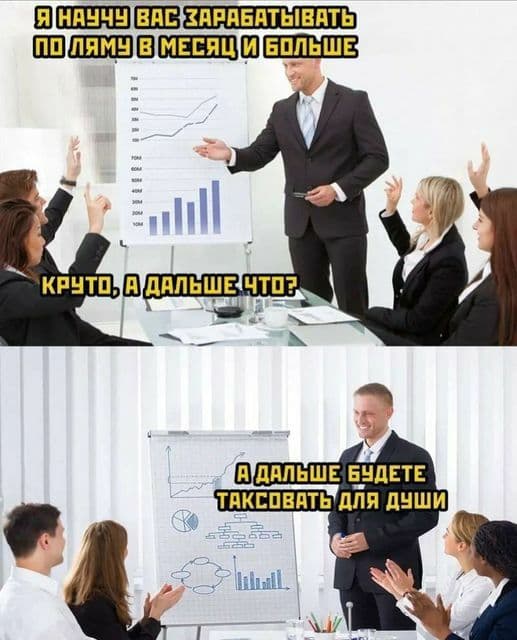 Я НАУЧУ ВАС ЗАРАБАТЫВАТЬ
ПО ЛЯМУ В МЕСЯЦ И БОЛЬШЕ
КРУТО, А ДАЛЬШЕ ЧТО?
А ДАЛЬШЕ БУДЕТЕ
ТАКСОВАТЬ ДЛЯ ДУШИ